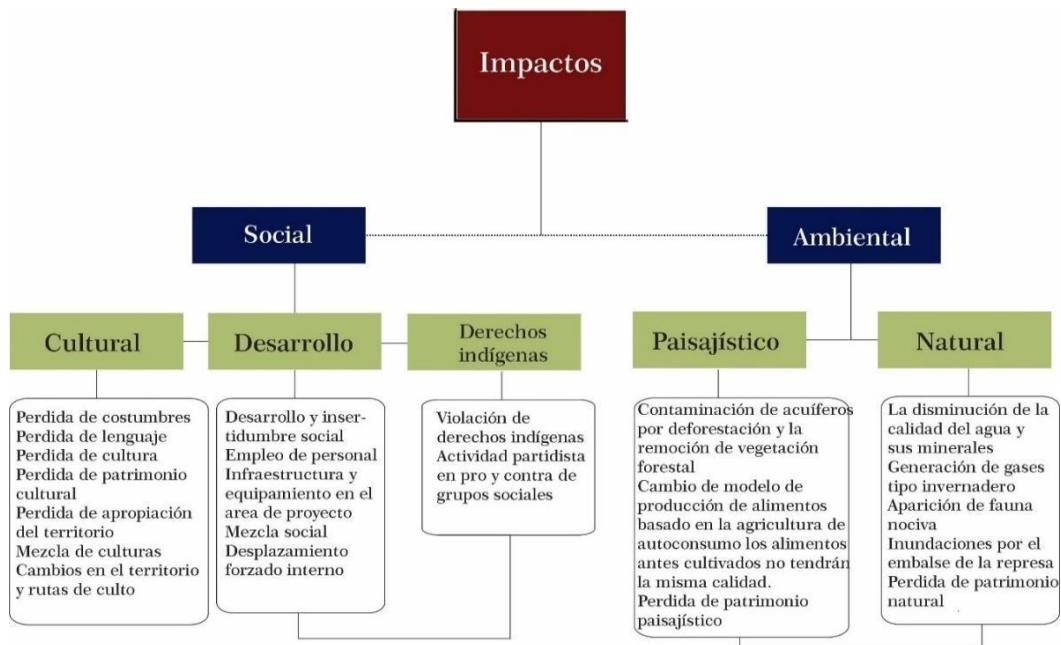 Impactos
Social
Ambiental
Cultural
Desarrollo
Derechos
indígenas
Paisajístico
Natural
Perdida de costumbres
Perdida de lenguaje
Perdida de cultura
Perdida de patrimonio
cultural
Perdida de apropiación
del territorio
Mezcla de culturas
Cambios en el territorio
y rutas de culto
Desarrollo y inser-
tidumbre social
Empleo de personal
Infraestructura y
equipamiento en el
area de proyecto
Mezcla social
Desplazamiento
forzado interno
Violación de
derechos indígenas
Actividad partidista
en pro y contra de
grupos sociales
Contaminación de acuíferos
por deforestación y la
remoción de vegetación
forestal
Cambio de modelo de
producción de alimentos
basado en la agricultura de
autoconsumo los alimentos
antes cultivados no tendrán
la misma calidad.
Perdida de patrimonio
paisajístico
La disminución de la
calidad del agua y
sus minerales
Generación de gases
tipo invernadero
Aparición de fauna
nociva
Inundaciones por el
embalse de la represa
Perdida de patrimonio
natural